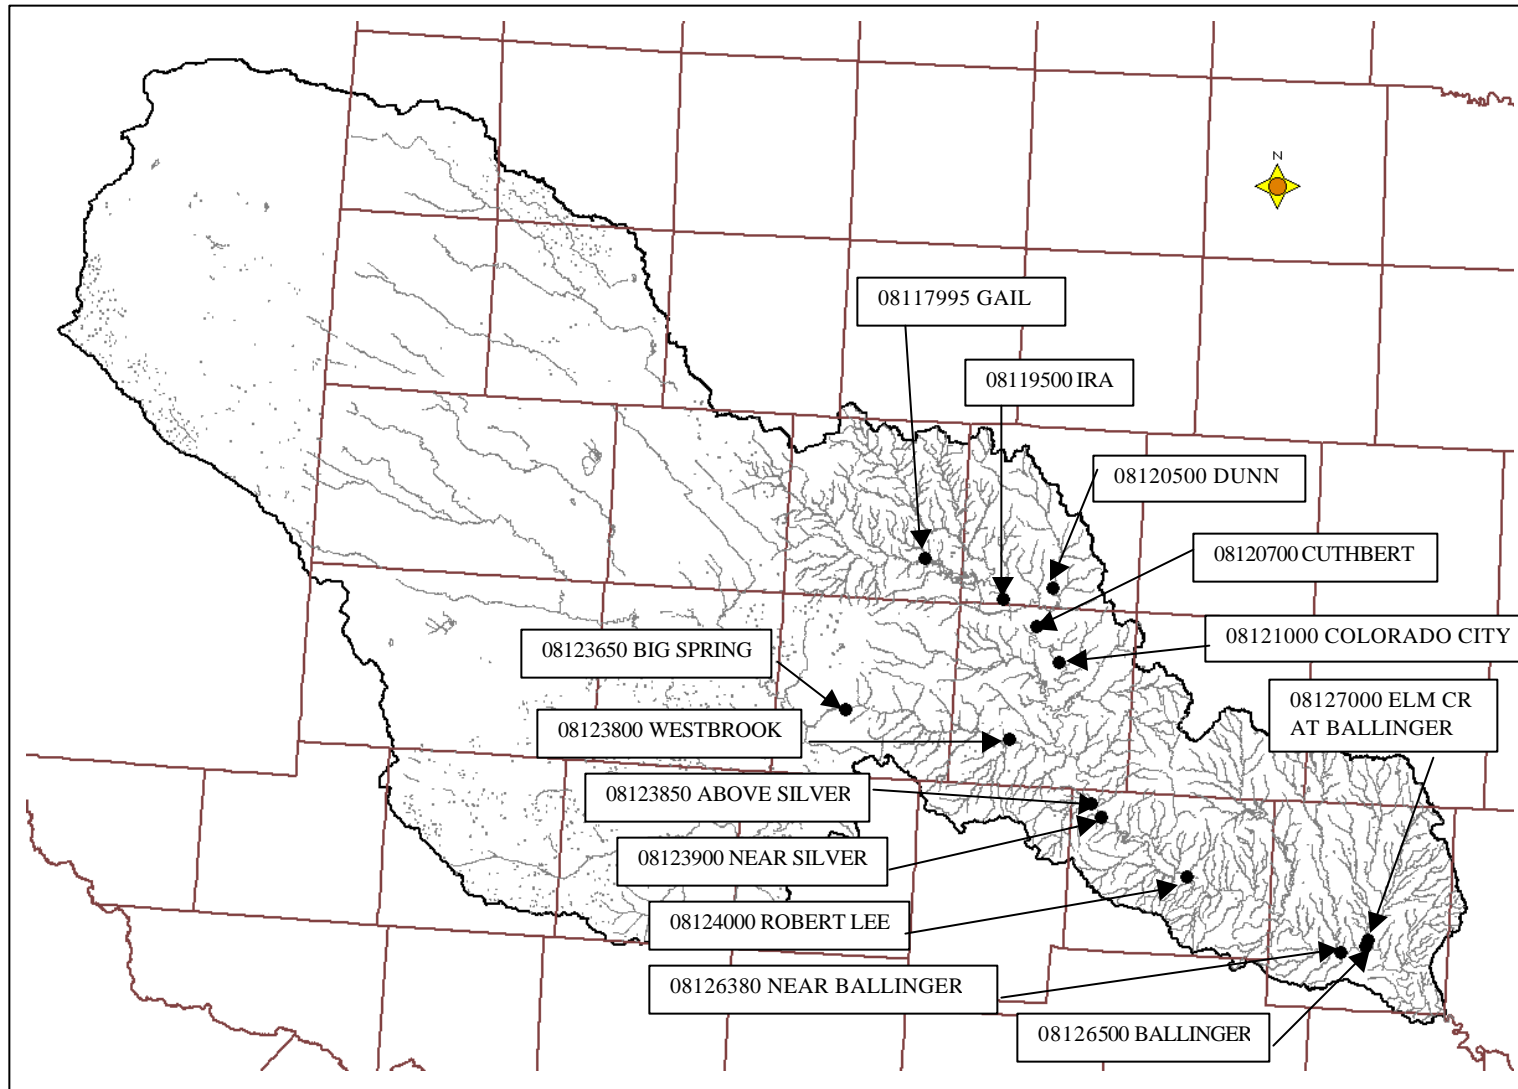 N
08117995 GAIL
08119500 IRA
08120500 DUNN
08120700 CUTHBERT
08121000 COLORADO CITY
08123650 BIG SPRING
08127000 ELM CR
AT BALLINGER
08123800 WESTBROOK
08123850 ABOVE SILVER
08123900 NEAR SILVER
08124000 ROBERT LEE
08126380 NEAR BALLINGER
08126500 BALLINGER